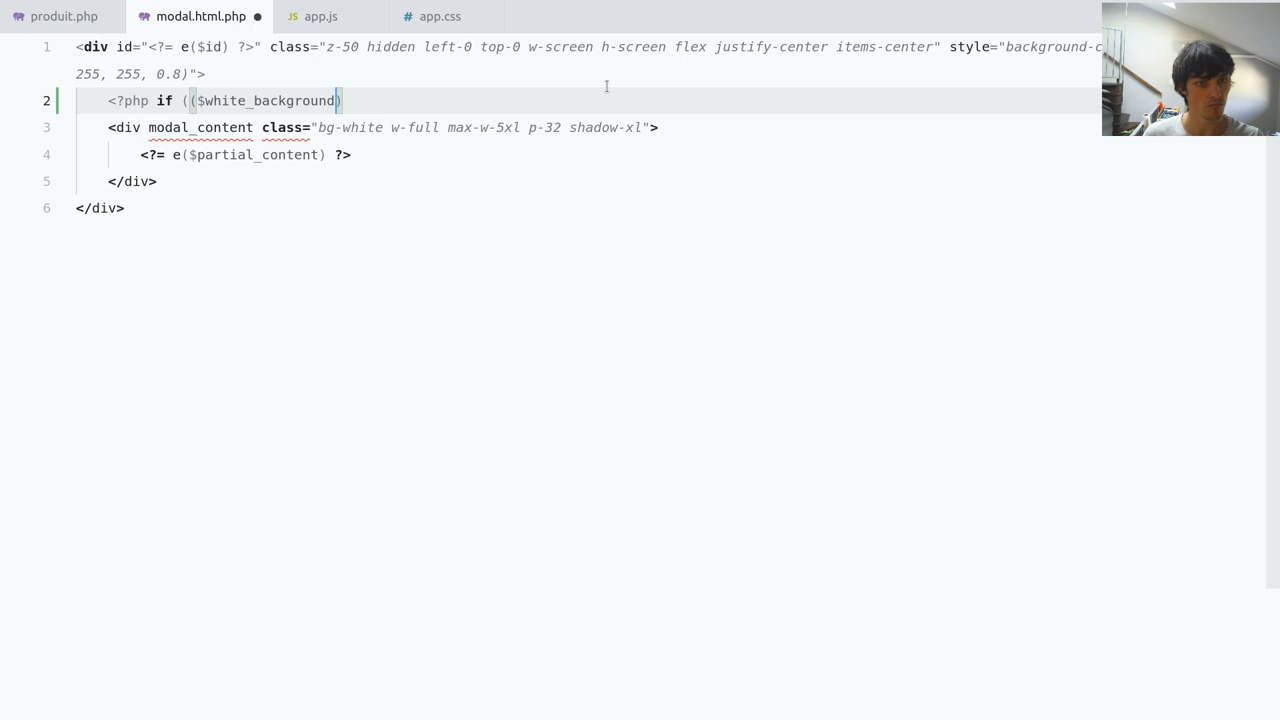 produit.php
modal.html.php
JS app.js
# app.css
1 <div id="<?= e($id) ?>" class="z-50 hidden left-0 top-0 w-screen h-screen flex justify-center items-center" style="background-c
255, 255, 0.8)">
2 <?php if (($white_background)
3 <div modal_content class="bg-white w-full max-w-5xl p-32 shadow-xl">
4 <?= e($partial_content) ?>
5 </div>
6 </div>